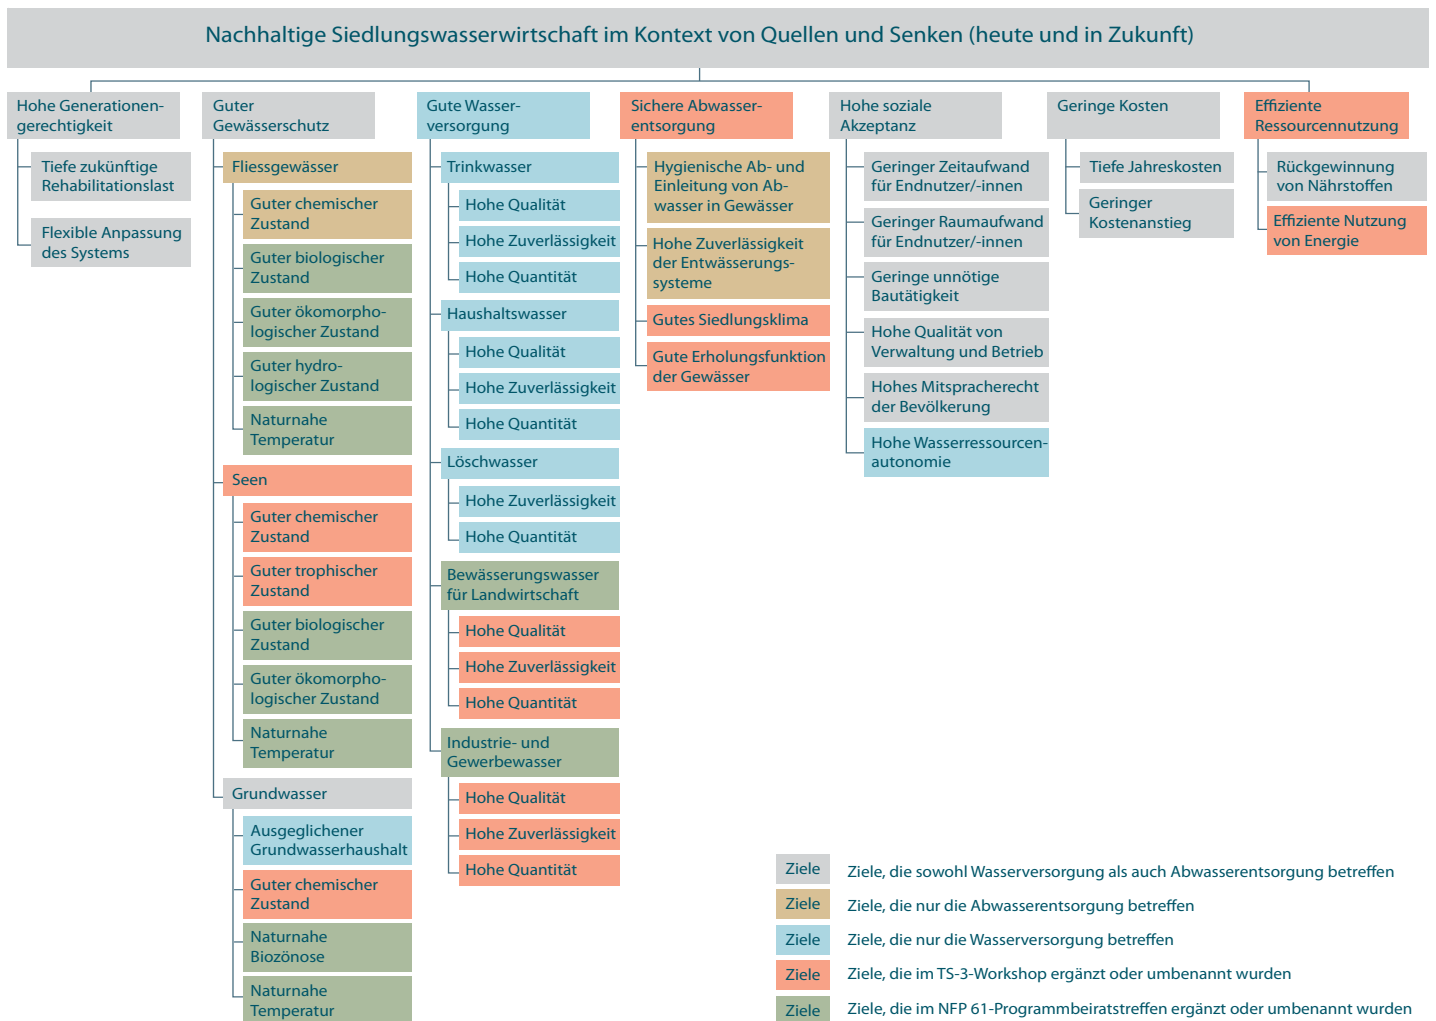 Nachhaltige Siedlungswasserwirtschaft im Kontext von Quellen und Senken (heute und in Zukunft)
Hohe Generationen-
gerechtigkeit
Tiefe zukünftige
Rehabilitationslast
Flexible Anpassung
des Systems
Guter
Gewässerschutz
Fliessgewässer
Guter chemischer
Zustand
Guter biologischer
Zustand
Guter ökomorpho-
logischer Zustand
Guter hydro-
logischer Zustand
Naturnahe
Temperatur
Seen
Guter chemischer
Zustand
Guter trophischer
Zustand
Guter biologischer
Zustand
Guter ökomorpho-
logischer Zustand
Naturnahe
Temperatur
Grundwasser
Ausgeglichener
Grundwasserhaushalt
Guter chemischer
Zustand
Naturnahe
Biozönose
Naturnahe
Temperatur
Gute Wasser-
versorgung
Trinkwasser
Hohe Qualität
Hohe Zuverlässigkeit
Hohe Quantität
Haushaltswasser
Hohe Qualität
Hohe Zuverlässigkeit
Hohe Quantität
Löschwasser
Hohe Zuverlässigkeit
Hohe Quantität
Bewässerungswasser
für Landwirtschaft
Hohe Qualität
Hohe Zuverlässigkeit
Hohe Quantität
Industrie- und
Gewerbewasser
Hohe Qualität
Hohe Zuverlässigkeit
Hohe Quantität
Sichere Abwasser-
entsorgung
Hygienische Ab- und
Einleitung von Ab-
wasser in Gewässer
Hohe Zuverlässigkeit
der Entwässerungs-
systeme
Gutes Siedlungsklima
Gute Erholungsfunktion
der Gewässer
Hohe soziale
Akzeptanz
Geringer Zeitaufwand
für Endnutzer/-innen
Geringer Raumaufwand
für Endnutzer/-innen
Geringe unnötige
Bautätigkeit
Hohe Qualität von
Verwaltung und Betrieb
Hohes Mitspracherecht
der Bevölkerung
Hohe Wasserressourcen-
autonomie
Geringe Kosten
Tiefe Jahreskosten
Geringer
Kostenanstieg
Effiziente
Ressourcennutzung
Rückgewinnung
von Nährstoffen
Effiziente Nutzung
von Energie
Ziele Ziele, die sowohl Wasserversorgung als auch Abwasserentsorgung betreffen
Ziele Ziele, die nur die Abwasserentsorgung betreffen
Ziele Ziele, die nur die Wasserversorgung betreffen
Ziele Ziele, die im TS-3-Workshop ergänzt oder umbenannt wurden
Ziele Ziele, die im NFP 61-Programmbeiratstreffen ergänzt oder umbenannt wurden